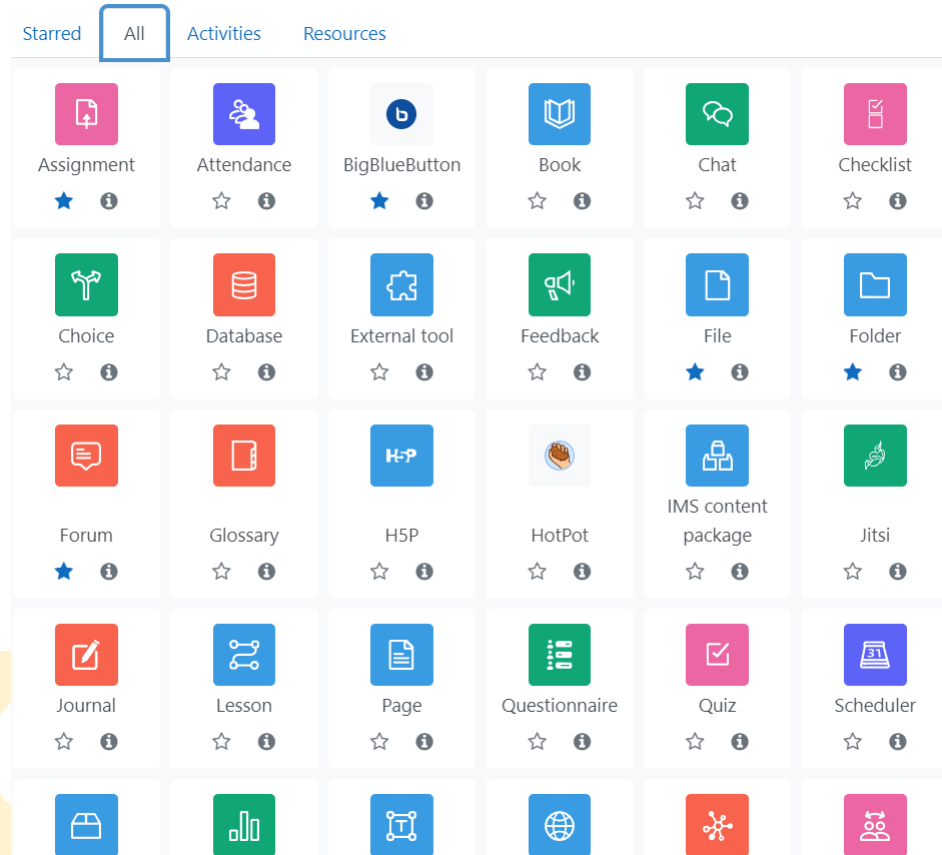 Starred All Activities Resources
Assignment Attendance BigBlueButton Book Chat Checklist
Choice Database External tool Feedback File Folder
IMS content
Forum Glossary H5P HotPot package Jitsi
Journal Lesson Page Questionnaire Quiz Scheduler